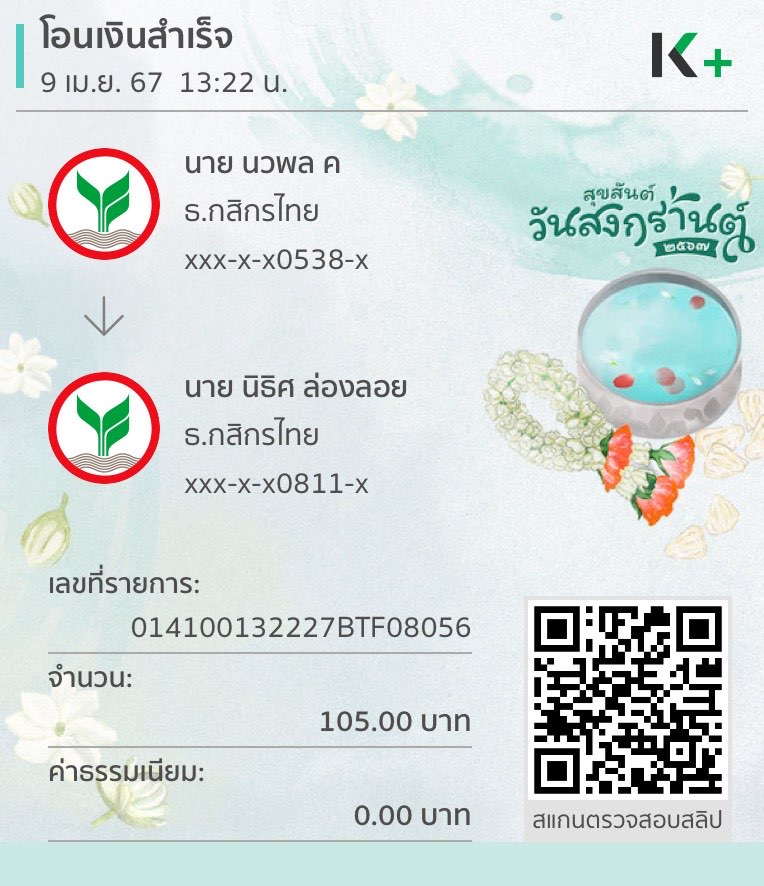 โอนเงินสำเร็จ
9 เม.ย. 67 13:22 น.
K+
นาย นวพล ค
ธ.กสิกรไทย
xxx-x-x0538-x
สุขสันต์
วันสงกรานต์
๒๕๖๗
นาย นิธิศ ล่องลอย
ธ.กสิกรไทย
xxx-x-x0811-x
เลขที่รายการ:
014100132227BTF08056
จำนวน:
105.00 บาท
ค่าธรรมเนียม:
0.00 บาท
สแกนตรวจสอบสลิป